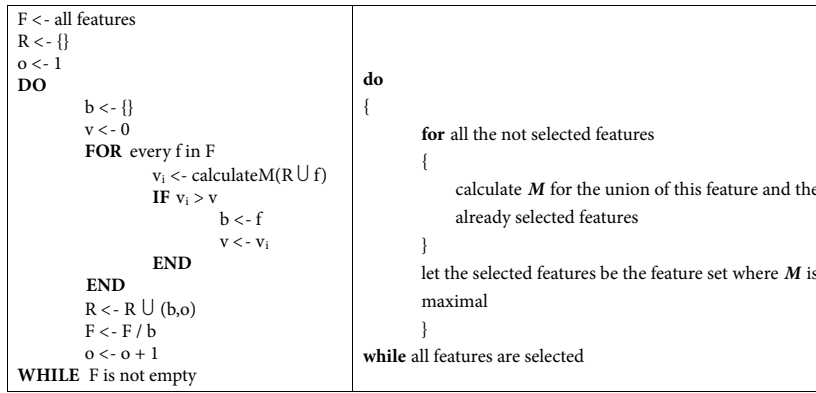 F <- all features
R <- {}
o <- 1
DO
b <- {}
v <- 0
FOR every f in F
vᵢ <- calculateM(R ∪ f)
IF vᵢ > v
b <- f
v <- vᵢ
END
END
R <- R ∪ (b,o)
F <- F / b
o <- o + 1
WHILE F is not empty
do
{
for all the not selected features
{
calculate M for the union of this feature and the
already selected features
}
let the selected features be the feature set where M is
maximal
}
while all features are selected